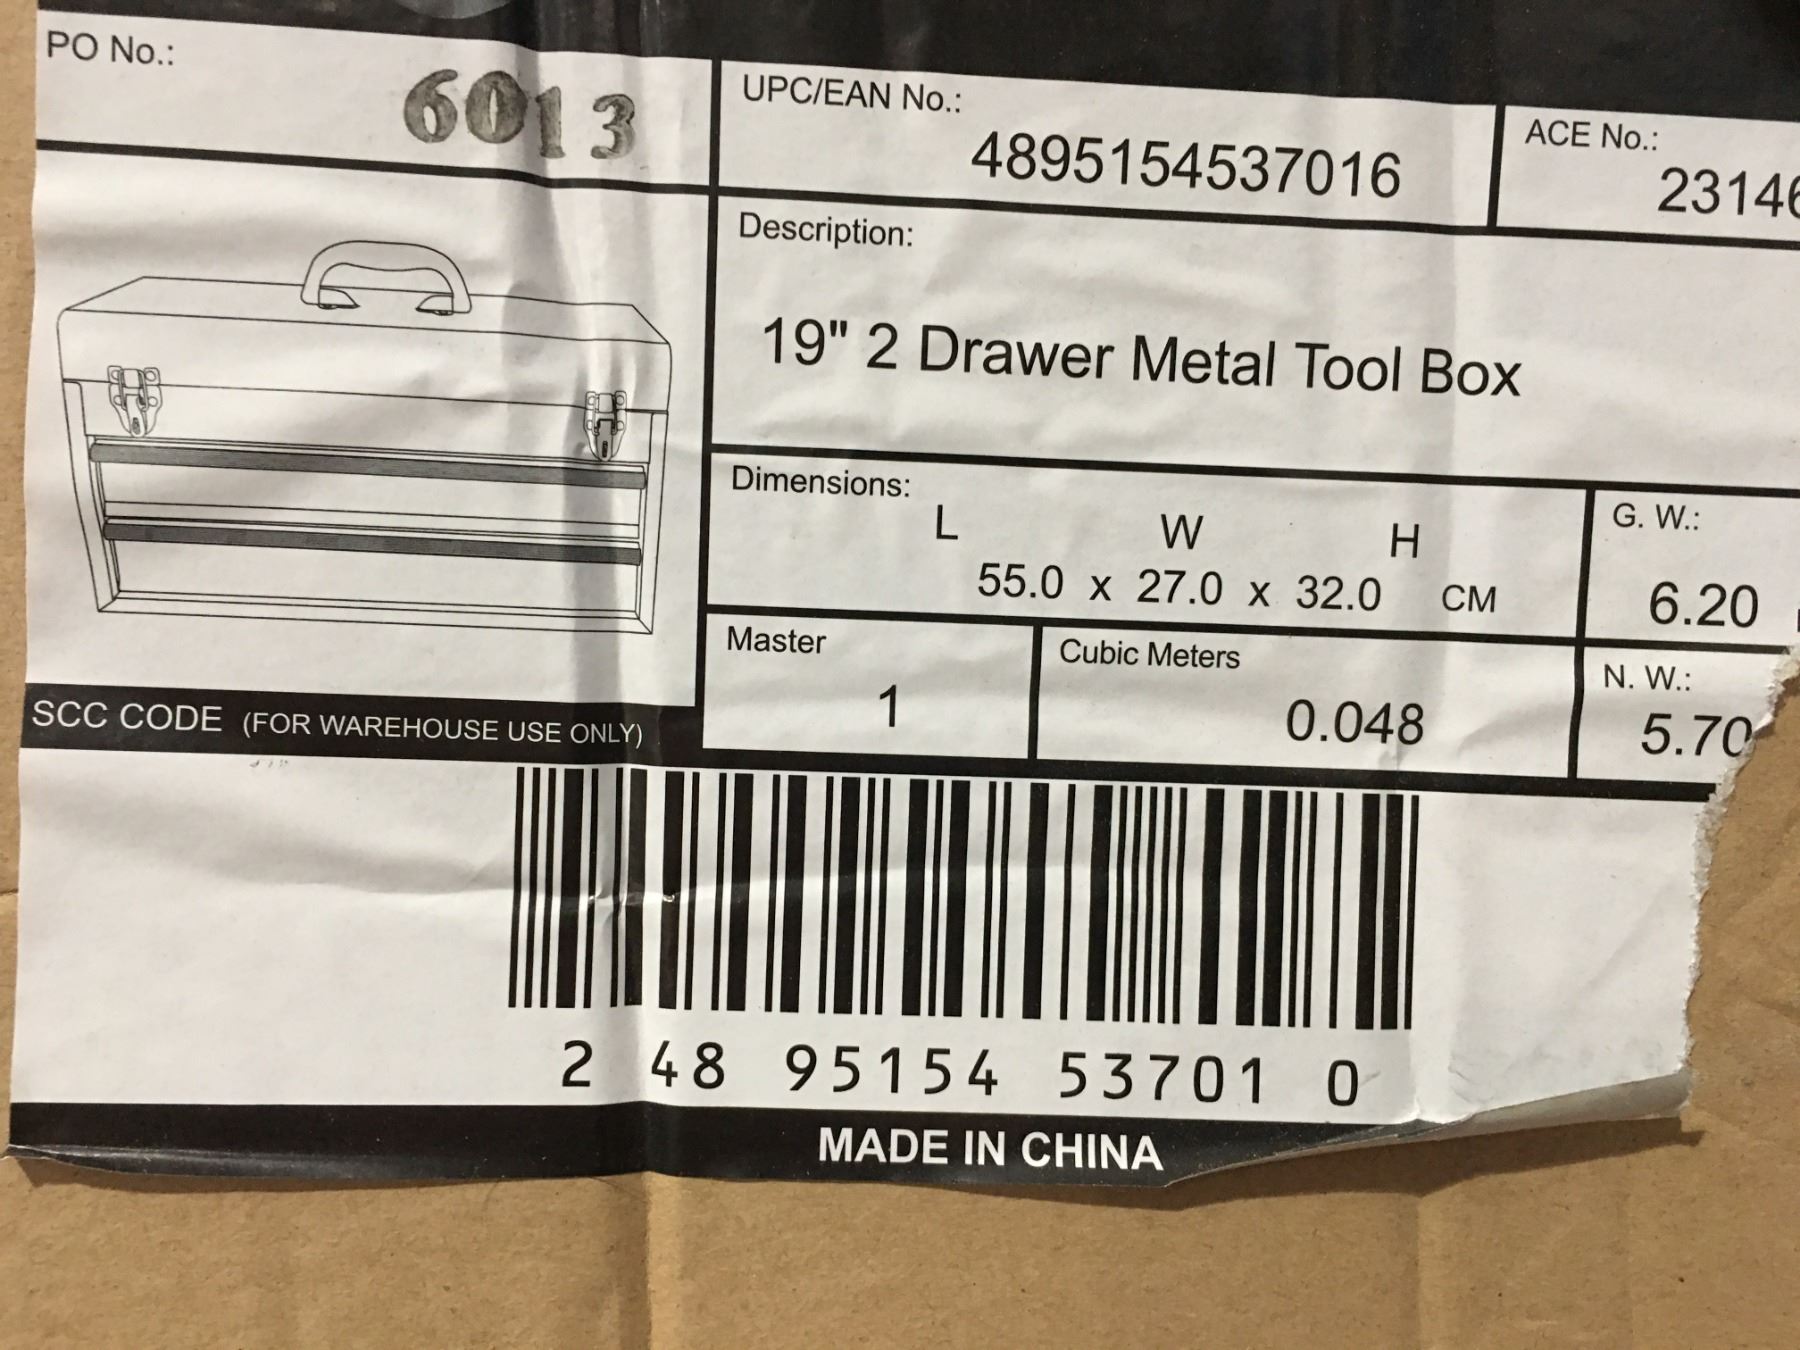 PO No.:
6013
UPC/EAN No.:
4895154537016
ACE No.:
2314
Description:
19" 2 Drawer Metal Tool Box
Dimensions:
L W H
55.0 x 27.0 x 32.0 CM
G. W.:
6.20
Master
1
Cubic Meters
0.048
N. W.:
5.70
SCC CODE (FOR WAREHOUSE USE ONLY)
2 48 95154 53701 0
MADE IN CHINA